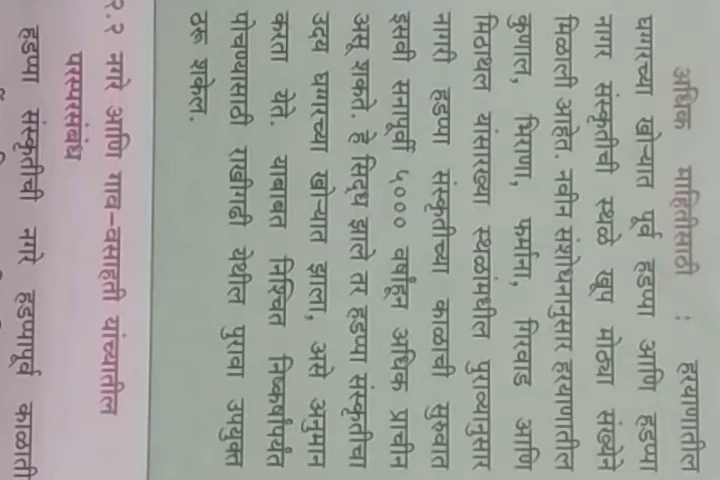 अधिक माहितीसाठी : हरयाणातील
घग्गरच्या खोऱ्यात पूर्व हडप्पा आणि हडप्पा
नगर संस्कृतीची स्थळे खूप मोठ्या संख्येने
मिळाली आहेत. नवीन संशोधनानुसार हरयाणातील
कुणाल, भिराणा, फर्माना, गिरवाड आणि
मिठाथल यांसारख्या स्थळांमधील पुराव्यानुसार
नागरी हडप्पा संस्कृतीच्या काळाची सुरुवात
इसवी सनापूर्वी ५००० वर्षांहून अधिक प्राचीन
असू शकते. हे सिद्ध झाले तर हडप्पा संस्कृतीचा
उदय घग्गरच्या खोऱ्यात झाला, असे अनुमान
करता येते. याबाबत निश्चित निष्कर्षापर्यंत
पोचण्यासाठी राखीगढी येथील पुरावा उपयुक्त
ठरू शकेल.
२.२ नगरे आणि गाव-वसाहती यांच्यातील
परस्परसंबंध
हडप्पा संस्कृतीची नगरे हडप्पापूर्व काळाती